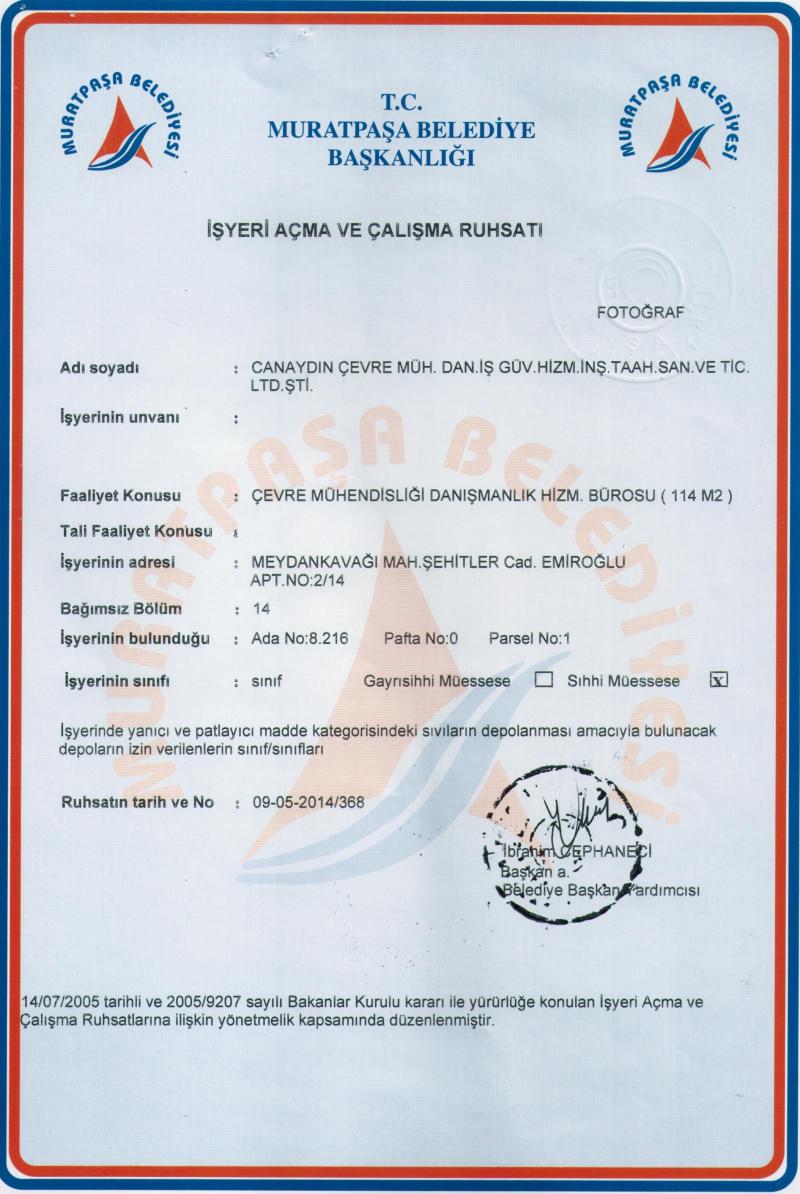 MURATPAŞA BELEDİYESİ
T.C.
MURATPAŞA BELEDİYE
BAŞKANLIĞI
MURATPAŞA BELEDİYESİ
İŞYERİ AÇMA VE ÇALIŞMA RUHSATI
FOTOĞRAF
Adı soyadı : CANAYDIN ÇEVRE MÜH. DAN.İŞ GÜV.HİZM.İNŞ.TAAH.SAN.VE TİC.
LTD.ŞTİ.
İşyerinin unvanı :
MURATPAŞA BELEDİYESİ
Faaliyet Konusu : ÇEVRE MÜHENDİSLİĞİ DANIŞMANLIK HİZM. BÜROSU ( 114 M2 )
Tali Faaliyet Konusu :
İşyerinin adresi : MEYDANKAVAĞI MAH.ŞEHİTLER Cad. EMİROĞLU
APT.NO:2/14
Bağımsız Bölüm : 14
İşyerinin bulunduğu : Ada No:8.216 Pafta No:0 Parsel No:1
İşyerinin sınıfı : sınıf Gayrısihhi Müessese Sıhhi Müessese x
İşyerinde yanıcı ve patlayıcı madde kategorisindeki sıvıların depolanması amacıyla bulunacak
depoların izin verilenlerin sınıf/sınıfları
Ruhsatın tarih ve No : 09-05-2014/368
İbrahim CEPHANECİ
Başkan a.
Belediye Başkan Yardımcısı
14/07/2005 tarihli ve 2005/9207 sayılı Bakanlar Kurulu kararı ile yürürlüğe konulan İşyeri Açma ve
Çalışma Ruhsatlarına ilişkin yönetmelik kapsamında düzenlenmiştir.